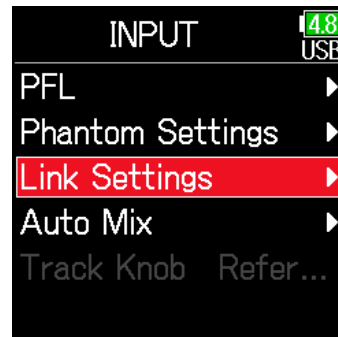 INPUT
4.8
USB
PFL
Phantom Settings
Link Settings
Auto Mix
Track Knob Refer...